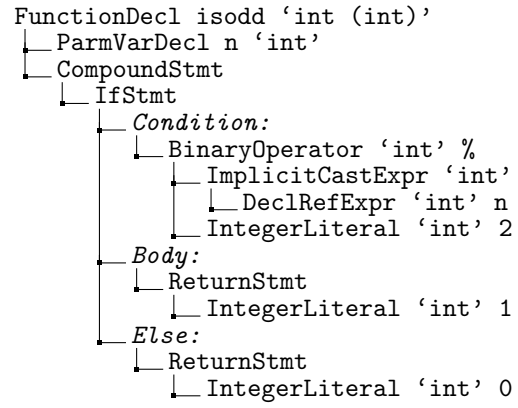 FunctionDecl isodd ‘int (int)’
ParmVarDecl n ‘int’
CompoundStmt
IfStmt
Condition:
BinaryOperator ‘int’ %
ImplicitCastExpr ‘int’
DeclRefExpr ‘int’ n
IntegerLiteral ‘int’ 2
Body:
ReturnStmt
IntegerLiteral ‘int’ 1
Else:
ReturnStmt
IntegerLiteral ‘int’ 0